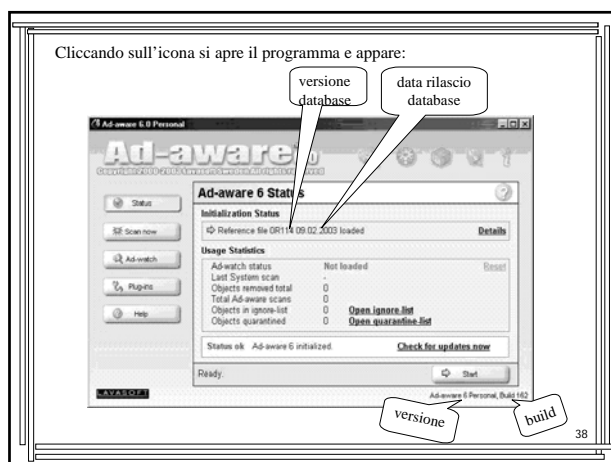 Cliccando sull'icona si apre il programma e appare:
versione
database
data rilascio
database
Ad-aware 6.0 Personal
Ad-aware 6.0
Status
Scan now
Ad-watch
Plug-ins
Help
Ad-aware 6 Status
Initialization Status
Reference file 0R114 09.02.2003 loaded
Details
Usage Statistics
Ad-watch status Not loaded Reset
Last System scan -
Objects removed total 0
Total Ad-aware scans 0
Objects in ignore-list 0 Open ignore-list
Objects quarantined 0 Open quarantine-list
Status ok Ad-aware 6 initialized. Check for updates now
Ready.
Start
LAVASOFT
Ad-aware 6 Personal, Build 162
versione
build
38